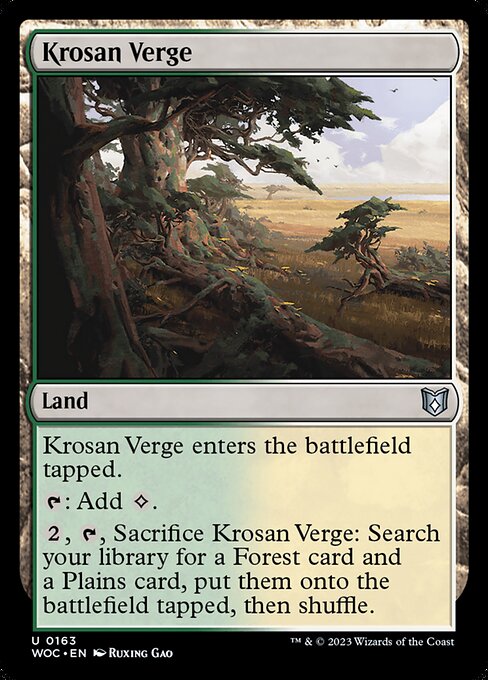 Krosan Verge
Land
Krosan Verge enters the battlefield
tapped.
: Add .
2, , Sacrifice Krosan Verge: Search
your library for a Forest card and
a Plains card, put them onto the
battlefield tapped, then shuffle.
U 0163
™ & © 2023 Wizards of the Coast
WOC • EN Ruxing Gao